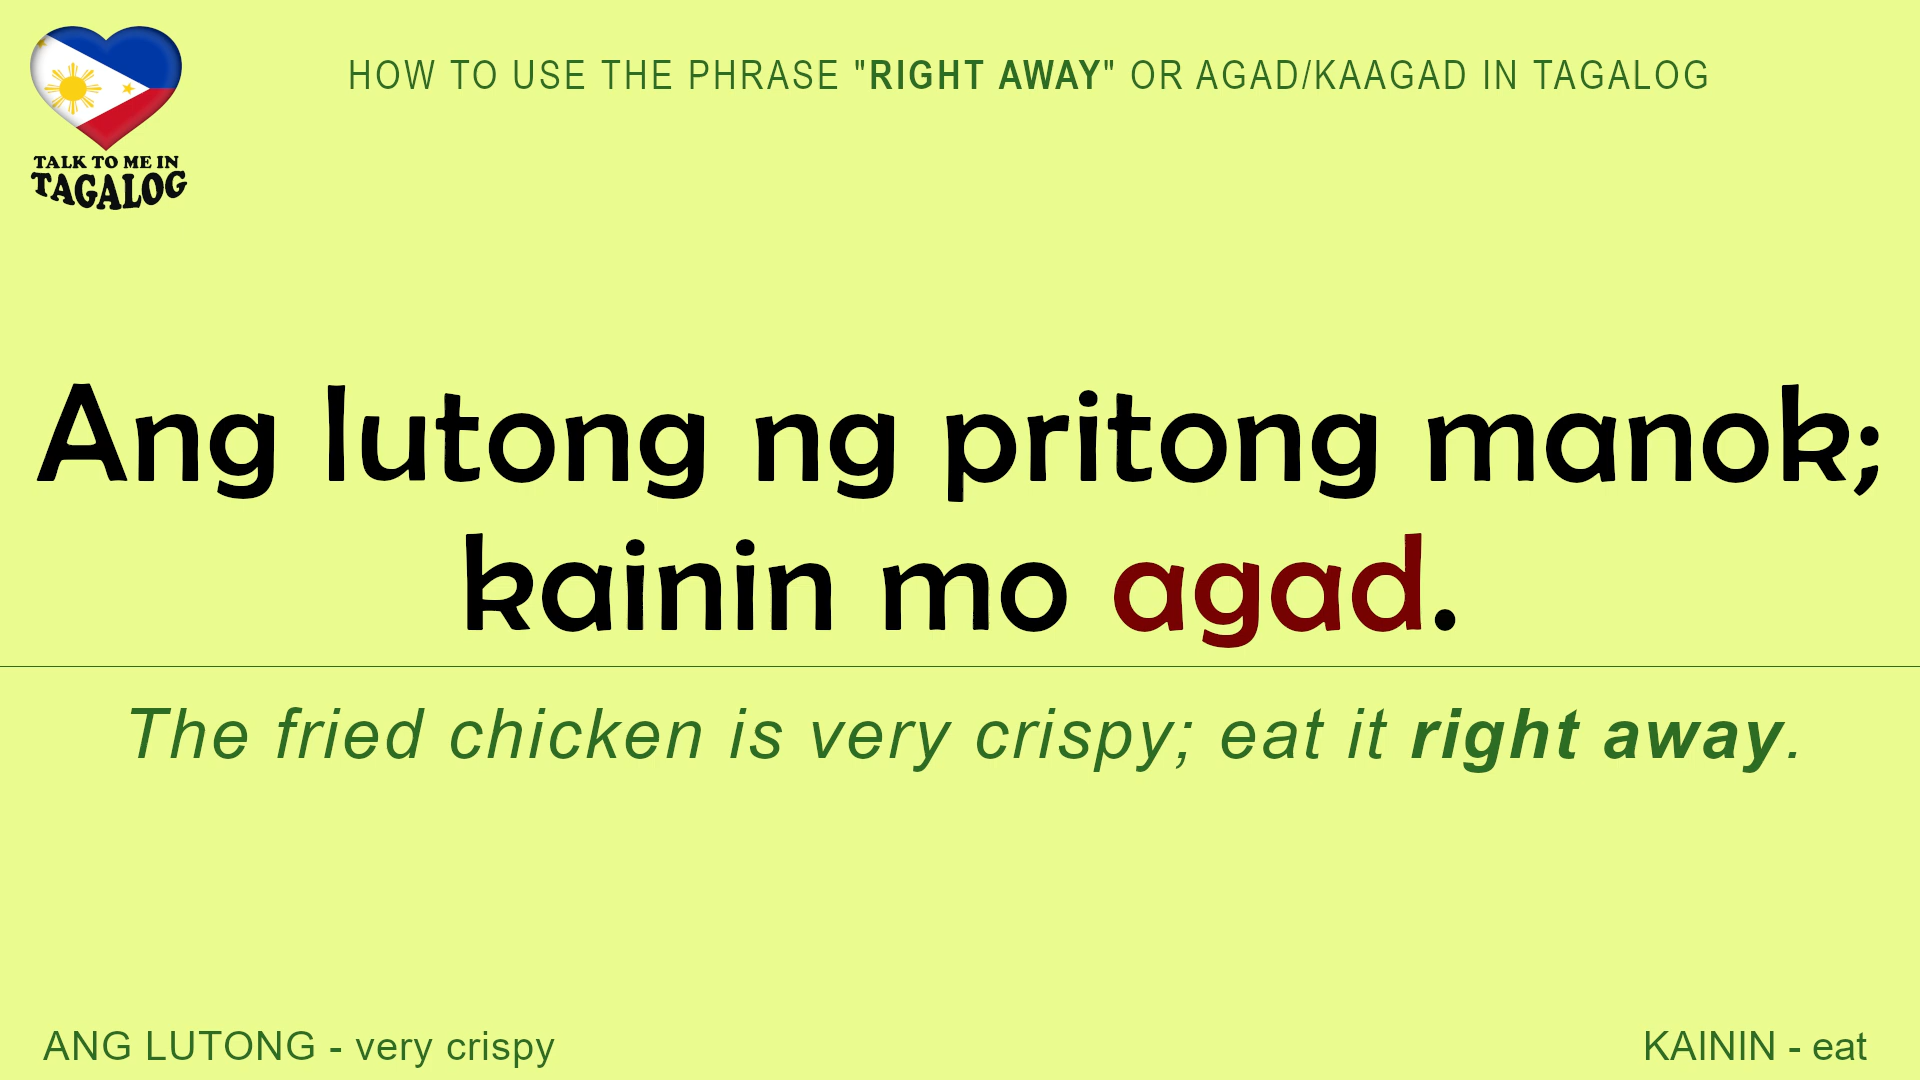 TALK TO ME IN
TAGALOG
HOW TO USE THE PHRASE "RIGHT AWAY" OR AGAD/KAAGAD IN TAGALOG
Ang lutong ng pritong manok;
kainin mo agad.
The fried chicken is very crispy; eat it right away.
ANG LUTONG - very crispy
KAININ - eat